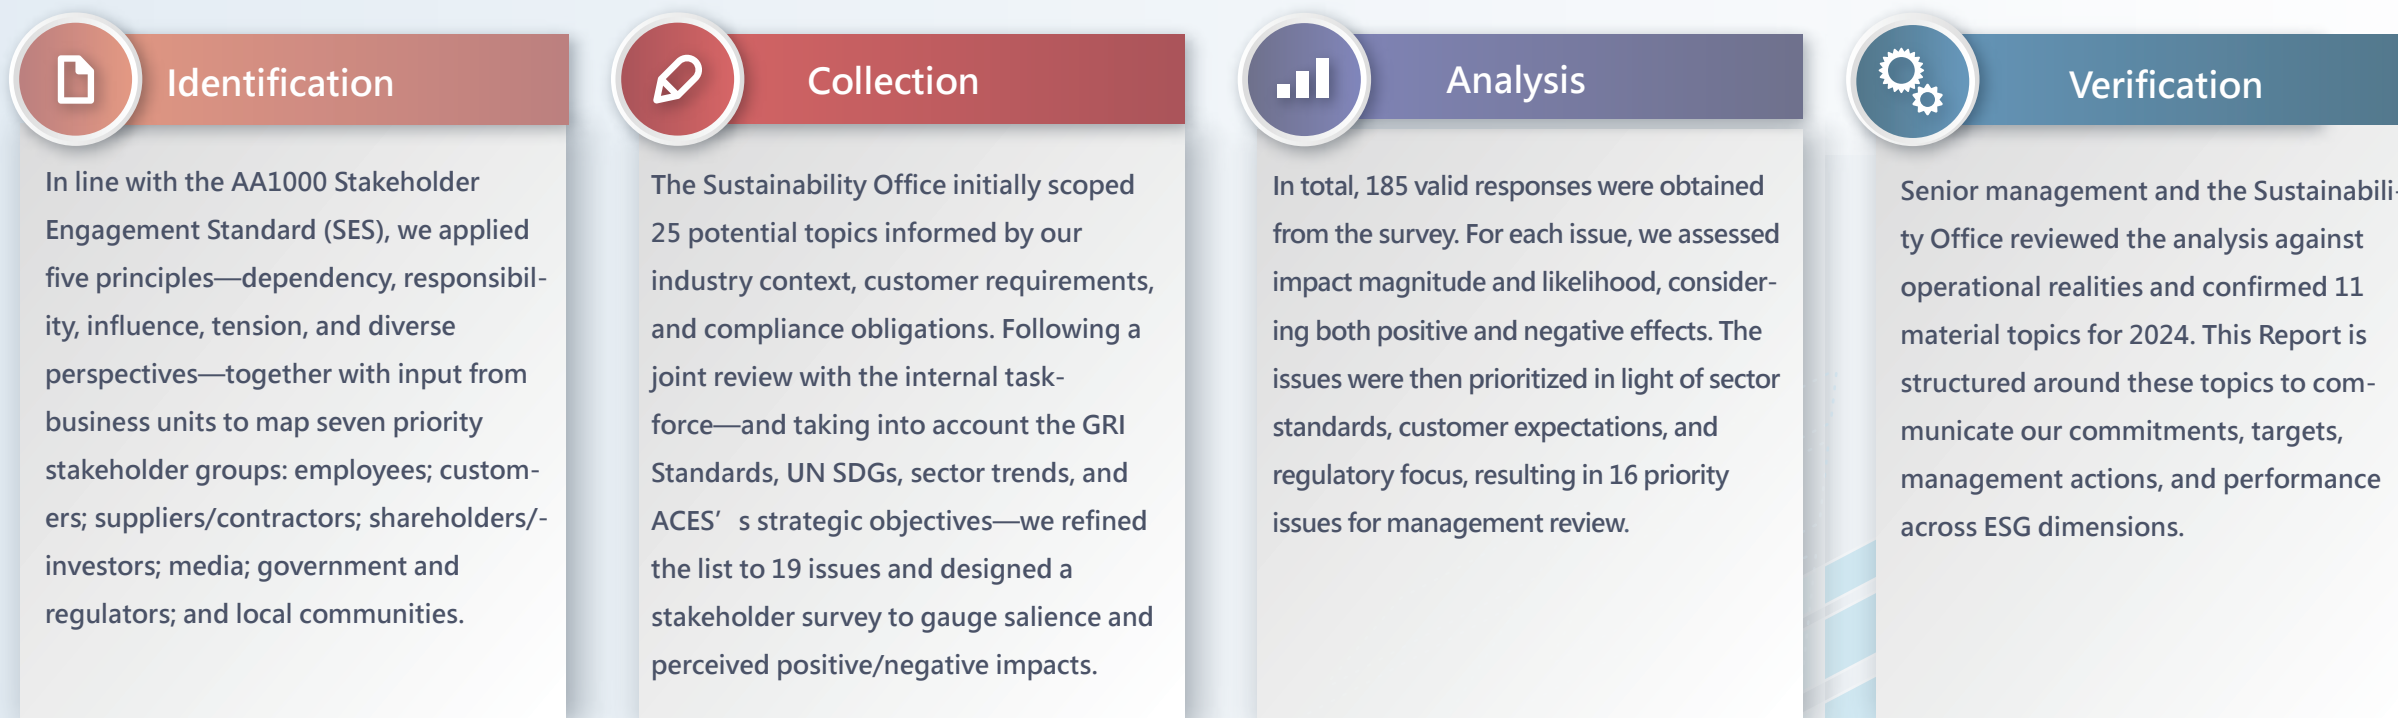 Identification
In line with the AA1000 Stakeholder
Engagement Standard (SES), we applied
five principles—dependency, responsibil-
ity, influence, tension, and diverse
perspectives—together with input from
business units to map seven priority
stakeholder groups: employees; custom-
ers; suppliers/contractors; shareholders/-
investors; media; government and
regulators; and local communities.
Collection
The Sustainability Office initially scoped
25 potential topics informed by our
industry context, customer requirements,
and compliance obligations. Following a
joint review with the internal task-
force—and taking into account the GRI
Standards, UN SDGs, sector trends, and
ACES’ s strategic objectives—we refined
the list to 19 issues and designed a
stakeholder survey to gauge salience and
perceived positive/negative impacts.
Analysis
In total, 185 valid responses were obtained
from the survey. For each issue, we assessed
impact magnitude and likelihood, consider-
ing both positive and negative effects. The
issues were then prioritized in light of sector
standards, customer expectations, and
regulatory focus, resulting in 16 priority
issues for management review.
Verification
Senior management and the Sustainabili-
ty Office reviewed the analysis against
operational realities and confirmed 11
material topics for 2024. This Report is
structured around these topics to com-
municate our commitments, targets,
management actions, and performance
across ESG dimensions.